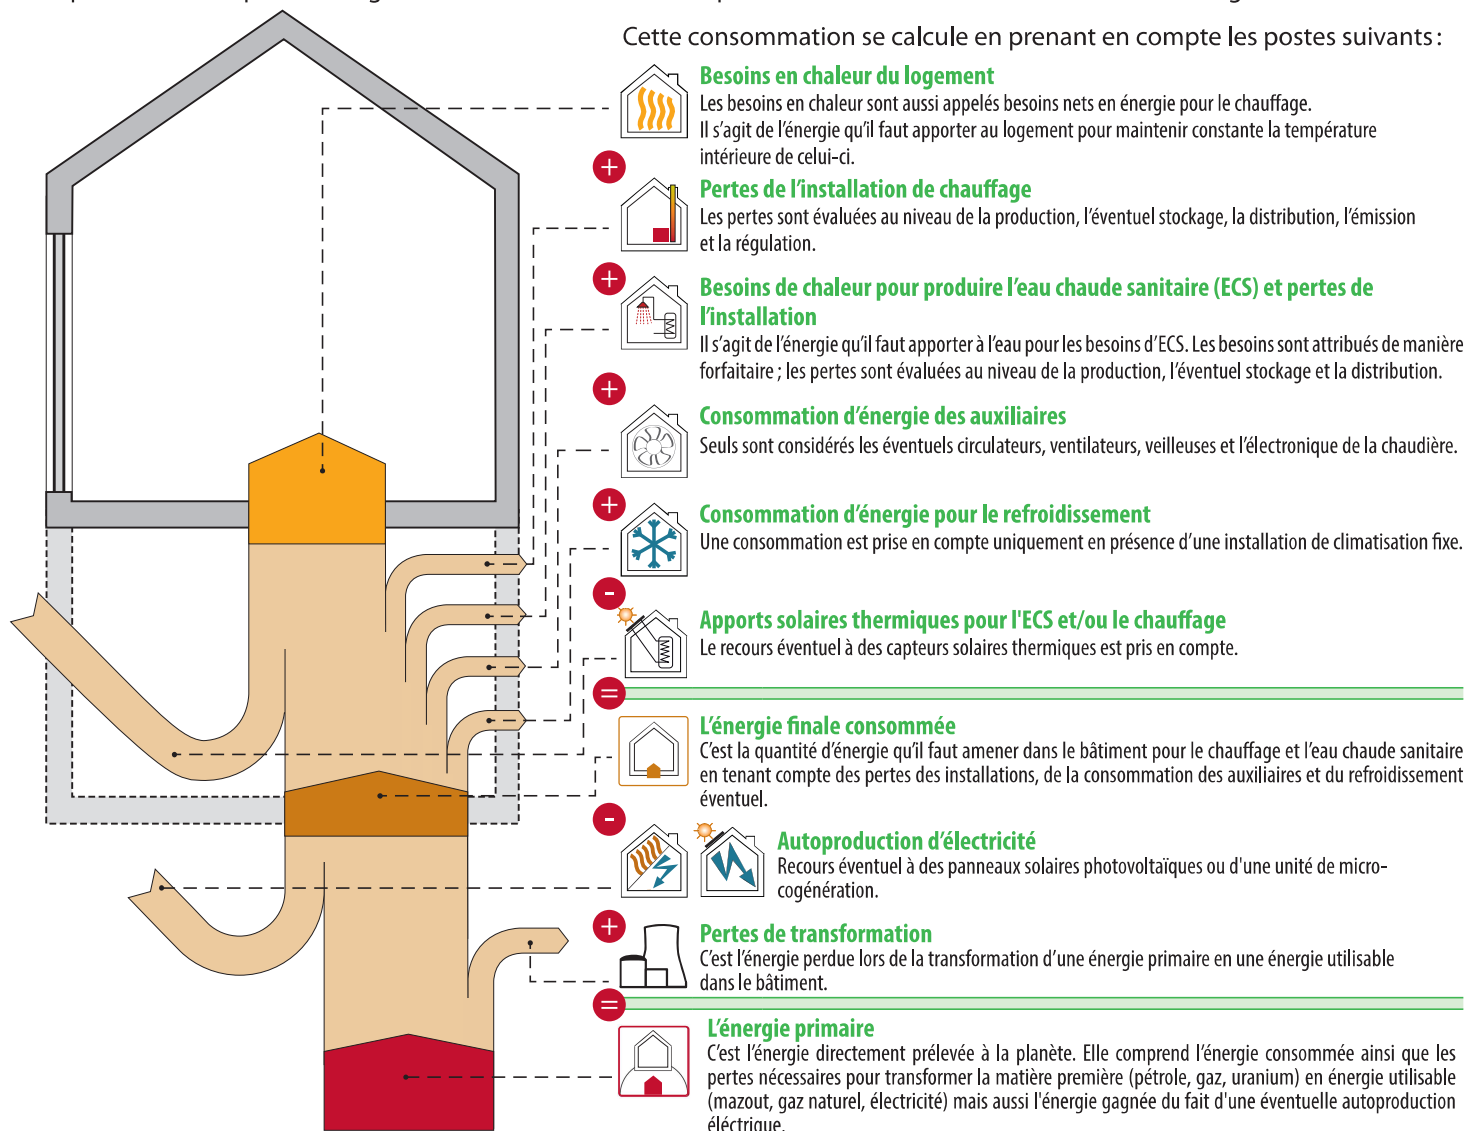 Cette consommation se calcule en prenant en compte les postes suivants :
Besoins en chaleur du logement
Les besoins en chaleur sont aussi appelés besoins nets en énergie pour le chauffage.
Il s'agit de l'énergie qu'il faut apporter au logement pour maintenir constante la température
intérieure de celui-ci.
+
Pertes de l'installation de chauffage
Les pertes sont évaluées au niveau de la production, l'éventuel stockage, la distribution, l'émission
et la régulation.
+
Besoins de chaleur pour produire l'eau chaude sanitaire (ECS) et pertes de
l'installation
Il s'agit de l'énergie qu'il faut apporter à l'eau pour les besoins d'ECS. Les besoins sont attribués de manière
forfaitaire ; les pertes sont évaluées au niveau de la production, l'éventuel stockage et la distribution.
+
Consommation d'énergie des auxiliaires
Seuls sont considérés les éventuels circulateurs, ventilateurs, veilleuses et l'électronique de la chaudière.
+
Consommation d'énergie pour le refroidissement
Une consommation est prise en compte uniquement en présence d'une installation de climatisation fixe.
-
Apports solaires thermiques pour l'ECS et/ou le chauffage
Le recours éventuel à des capteurs solaires thermiques est pris en compte.
=
L'énergie finale consommée
C'est la quantité d'énergie qu'il faut amener dans le bâtiment pour le chauffage et l'eau chaude sanitaire
en tenant compte des pertes des installations, de la consommation des auxiliaires et du refroidissement
éventuel.
-
Autoproduction d'électricité
Recours éventuel à des panneaux solaires photovoltaïques ou d'une unité de micro-
cogénération.
+
Pertes de transformation
C'est l'énergie perdue lors de la transformation d'une énergie primaire en une énergie utilisable
dans le bâtiment.
=
L'énergie primaire
C'est l'énergie directement prélevée à la planète. Elle comprend l'énergie consommée ainsi que les
pertes nécessaires pour transformer la matière première (pétrole, gaz, uranium) en énergie utilisable
(mazout, gaz naturel, électricité) mais aussi l'énergie gagnée du fait d'une éventuelle autoproduction
éléctrique.